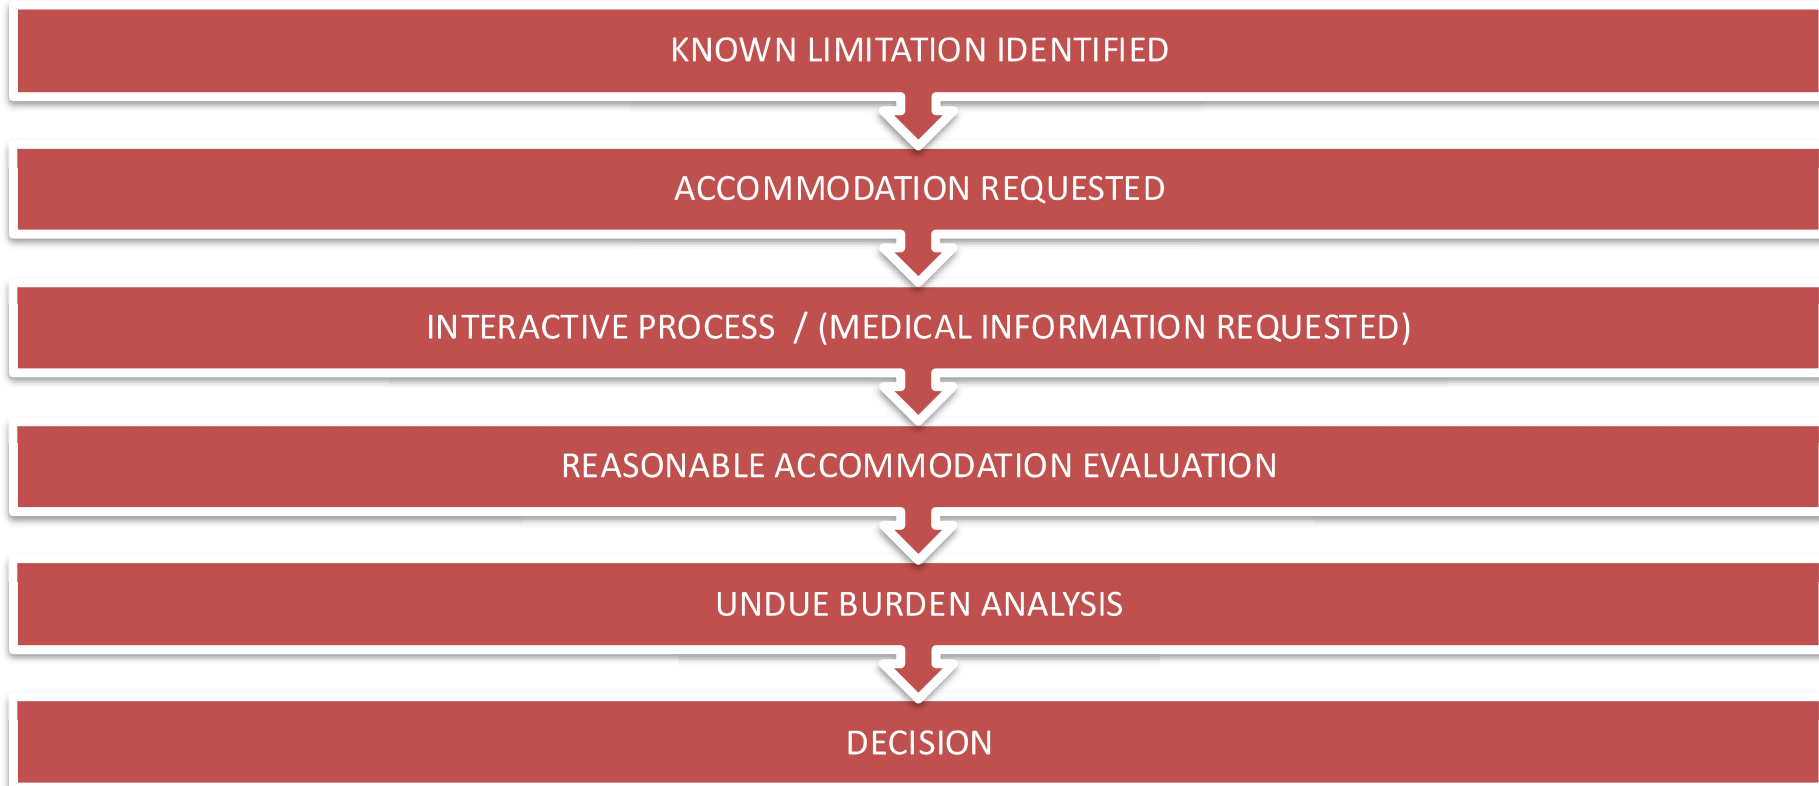 KNOWN LIMITATION IDENTIFIED
ACCOMMODATION REQUESTED
INTERACTIVE PROCESS / (MEDICAL INFORMATION REQUESTED)
REASONABLE ACCOMMODATION EVALUATION
UNDUE BURDEN ANALYSIS
DECISION